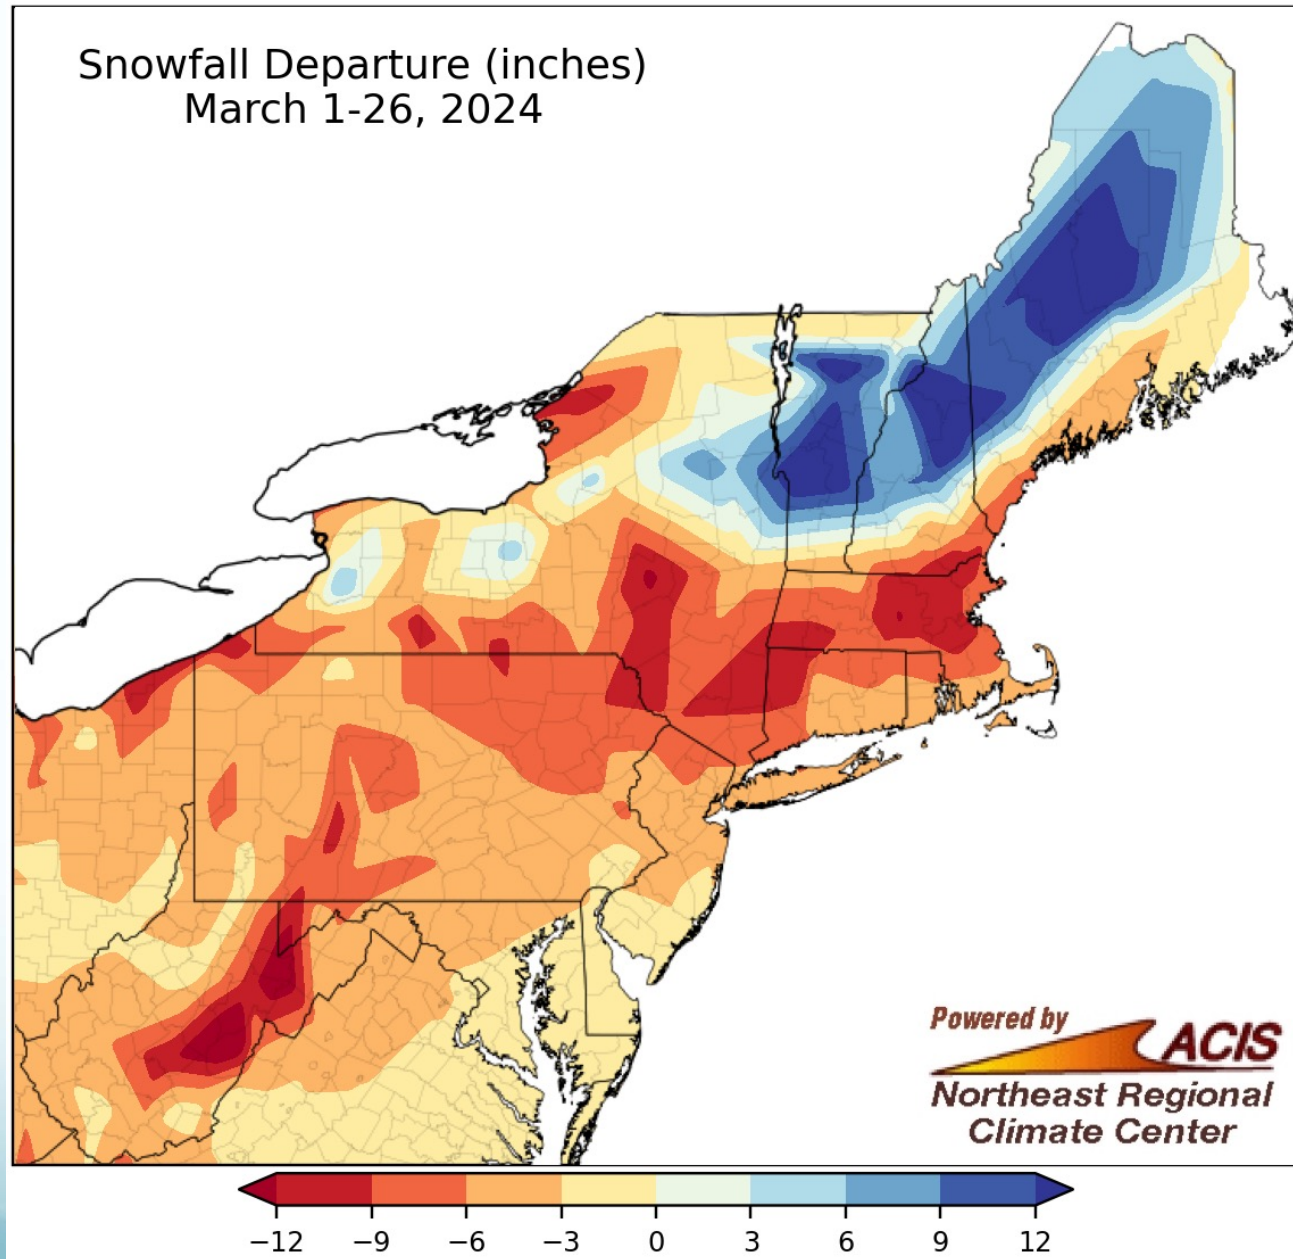 Snowfall Departure (inches)
March 1-26, 2024
Powered by
ACIS
Northeast Regional
Climate Center
−12 −9 −6 −3 0 3 6 9 12